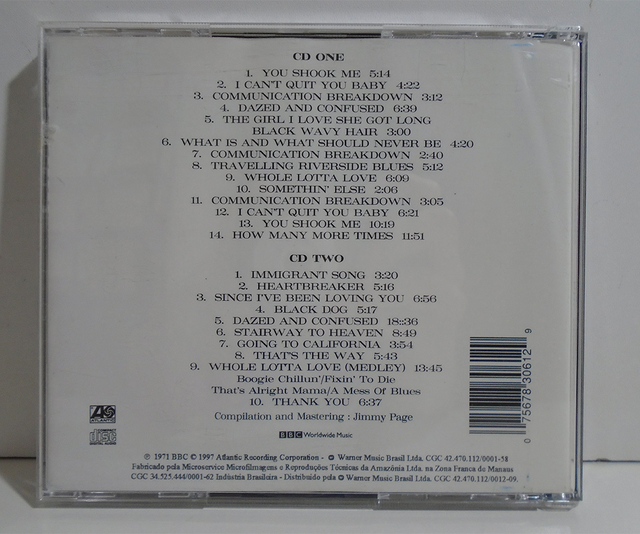 CD ONE
1. YOU SHOOK ME 5:14
2. I CAN'T QUIT YOU BABY 4:22
3. COMMUNICATION BREAKDOWN 3:12
4. DAZED AND CONFUSED 6:39
5. THE GIRL I LOVE SHE GOT LONG
BLACK WAVY HAIR 3:00
6. WHAT IS AND WHAT SHOULD NEVER BE 4:20
7. COMMUNICATION BREAKDOWN 2:40
8. TRAVELLING RIVERSIDE BLUES 5:12
9. WHOLE LOTTA LOVE 6:09
10. SOMETHIN' ELSE 2:06
11. COMMUNICATION BREAKDOWN 3:05
12. I CAN'T QUIT YOU BABY 6:21
13. YOU SHOOK ME 10:19
14. HOW MANY MORE TIMES 11:51
CD TWO
1. IMMIGRANT SONG 3:20
2. HEARTBREAKER 5:16
3. SINCE I'VE BEEN LOVING YOU 6:56
4. BLACK DOG 5:17
5. DAZED AND CONFUSED 18:36
6. STAIRWAY TO HEAVEN 8:49
7. GOING TO CALIFORNIA 3:54
8. THAT'S THE WAY 5:43
9. WHOLE LOTTA LOVE (MEDLEY) 13:45
Boogie Chillun'/Fixin' To Die
That's Alright Mama/A Mess Of Blues
10. THANK YOU 6:37
Compilation and Mastering : Jimmy Page
BBC Worldwide Music
ATLANTIC
0 75678 30612 9
℗ 1971 BBC © 1997 Atlantic Recording Corporation - Warner Music Brasil Ltda. CGC 42.470.112/0001-58
Fabricado pela Microservice Microfilmagens e Reproduções Técnicas da Amazônia Ltda. na Zona Franca de Manaus
CGC 34.525.444/0001-62 Indústria Brasileira - Distribuído pela Warner Music Brasil Ltda. CGC 42.470.112/0012-09.